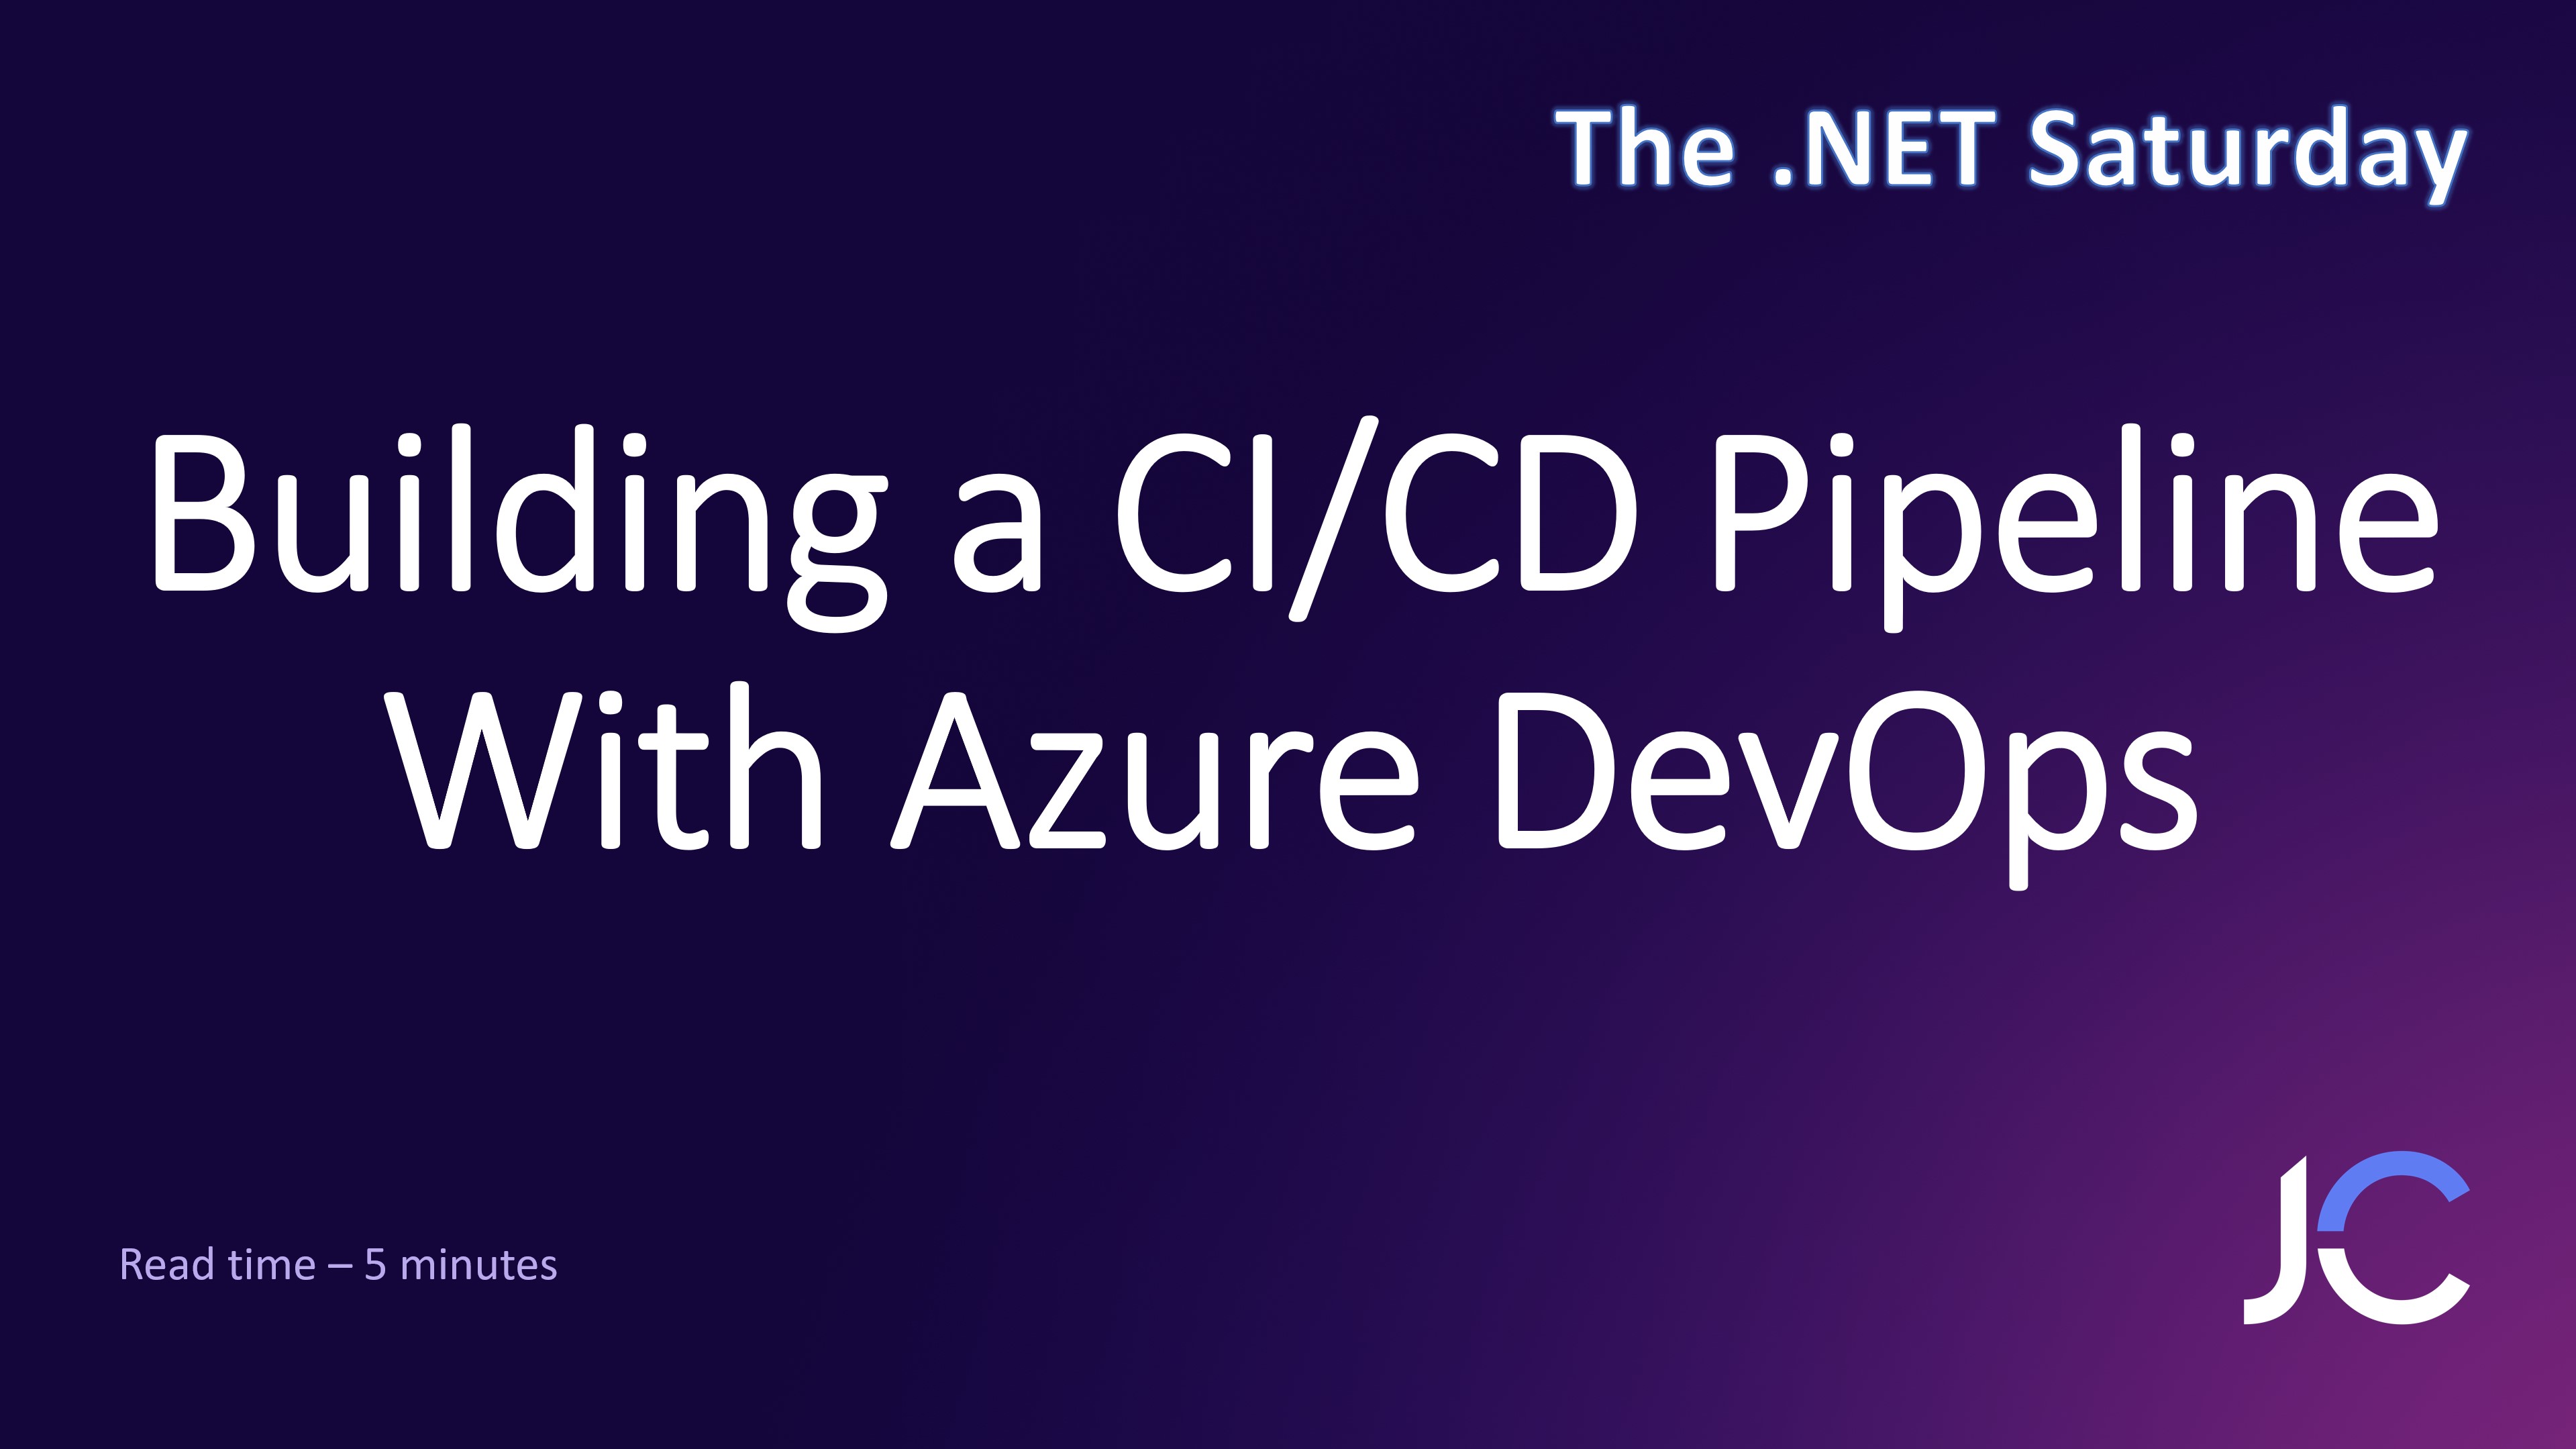 The .NET Saturday
Building a CI/CD Pipeline
With Azure DevOps
Read time – 5 minutes
JC